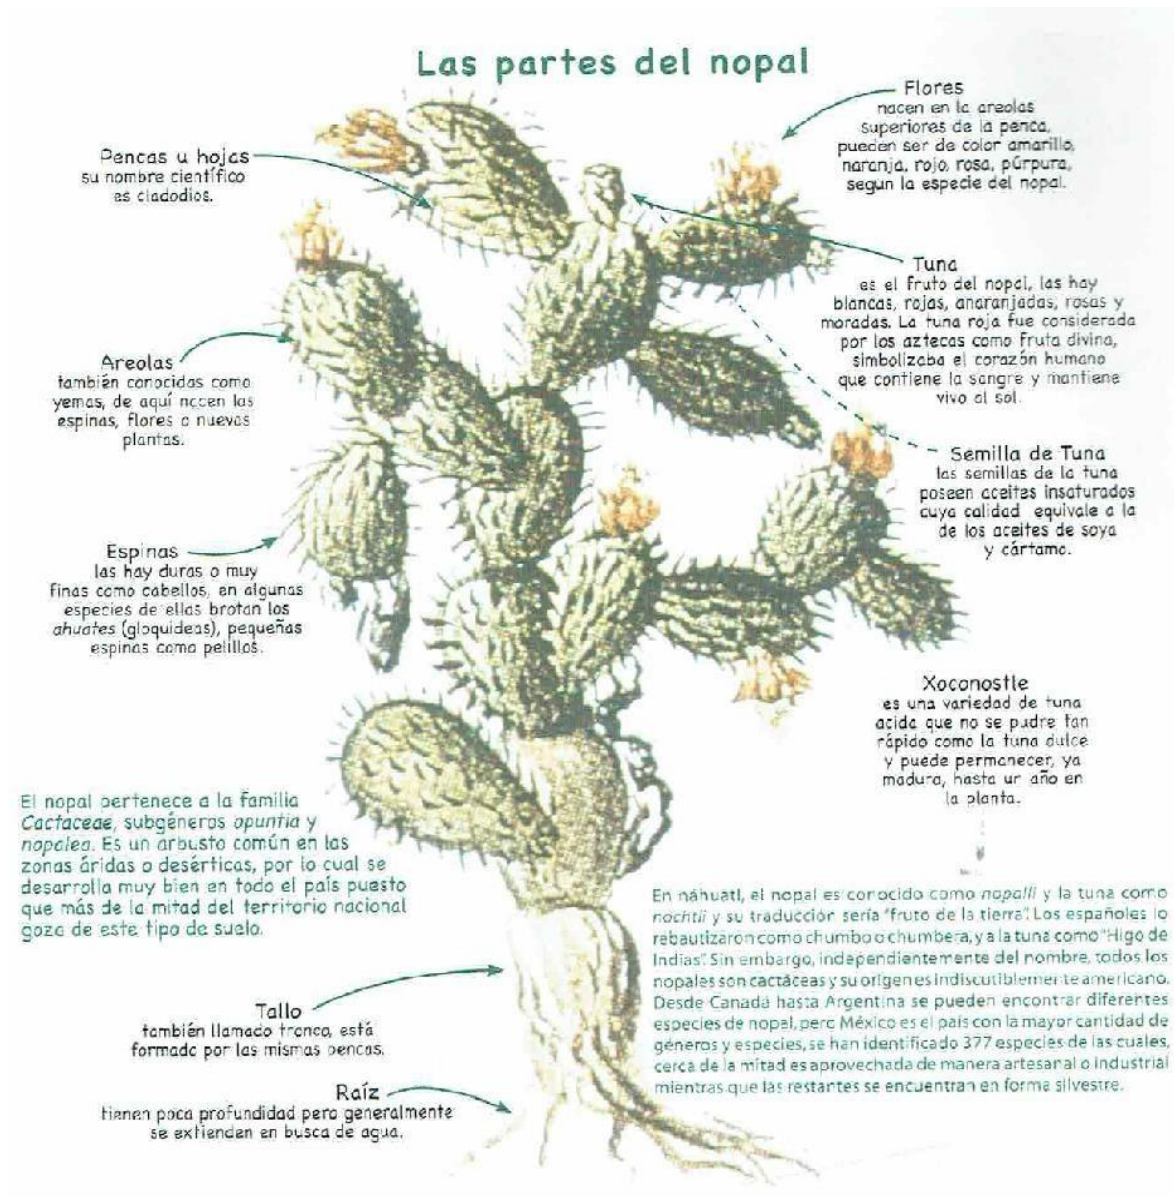 Las partes del nopal
Flores
nacen en la areolas
superiores de la penca,
pueden ser de color amarillo,
naranja, rojo, rosa, púrpura,
segun la especie del nopal.
Pencas u hojas
su nombre científico
es cladodios.
Tuna
es el fruto del nopal, las hay
blancas, rojas, anaranjadas, rosas y
moradas. La tuna roja fue considerada
por los aztecas como fruta divina,
simbolizaba el corazón humano
que contiene la sangre y mantiene
vivo al sol.
Areolas
también conocidas como
yemas, de aquí nacen las
espinas, flores o nuevas
plantas.
Semilla de Tuna
las semillas de la tuna
poseen aceites insaturados
cuya calidad equivale a la
de los aceites de soya
y cártamo.
Espinas
las hay duras o muy
finas como cabellos, en algunas
especies de ellas brotan los
ahuates (gloquideas), pequeñas
espinas como pelillos.
Xoconostle
es una variedad de tuna
acida que no se pudre tan
rápido como la tuna dulce
y puede permanecer, ya
madura, hasta un año en
la planta.
El nopal pertenece a la familia
Cactaceae, subgéneros opuntia y
nopalea. Es un arbusto común en las
zonas áridas o desérticas, por lo cual se
desarrolla muy bien en todo el país puesto
que más de la mitad del territorio nacional
goza de este tipo de suelo.
En náhuatl, el nopal es conocido como nopalli y la tuna como
nochtli y su traducción sería "fruto de la tierra". Los españoles lo
rebautizaron como chumbo o chumbera, y a la tuna como "Higo de
Indias". Sin embargo, independientemente del nombre, todos los
nopales son cactáceas y su origen es indiscutiblemente americano.
Desde Canadá hasta Argentina se pueden encontrar diferentes
especies de nopal, pero México es el país con la mayor cantidad de
géneros y especies, se han identificado 377 especies de las cuales,
cerca de la mitad es aprovechada de manera artesanal o industrial
mientras que las restantes se encuentran en forma silvestre.
Tallo
también llamado tronco, está
formado por las mismas pencas.
Raíz
tienen poca profundidad pero generalmente
se extienden en busca de agua.